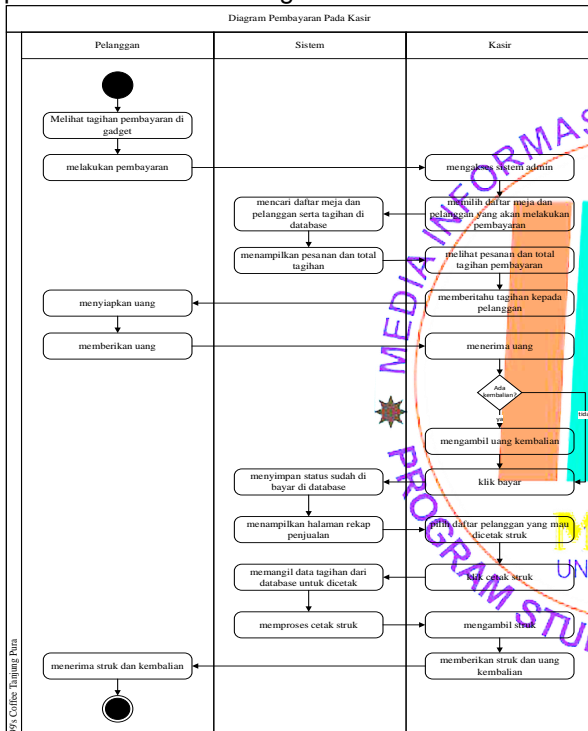 Diagram Pembayaran Pada Kasir
Pelanggan
Sistem
Kasir
Melihat tagihan pembayaran di
gadget
melakukan pembayaran
mengakses sistem admin
mencari daftar meja dan
pelanggan serta tagihan di
database
memilih daftar meja dan
pelanggan yang akan melakukan
pembayaran
menampilkan pesanan dan total
tagihan
melihat pesanan dan total
tagihan pembayaran
menyiapkan uang
memberitahu tagihan kepada
pelanggan
memberikan uang
menerima uang
Ada
kembalian?
tida
ya
mengambil uang kembalian
menyimpan status sudah di
bayar di database
klik bayar
menampilkan halaman rekap
penjualan
pilih daftar pelanggan yang mau
dicetak struk
memangil data tagihan dari
database untuk dicetak
klik cetak struk
memproses cetak struk
mengambil struk
menerima struk dan kembalian
memberikan struk dan uang
kembalian
9's Coffee Tanjung Pura
MEDIA INFORMAS
PROGRAM STU
M
UN